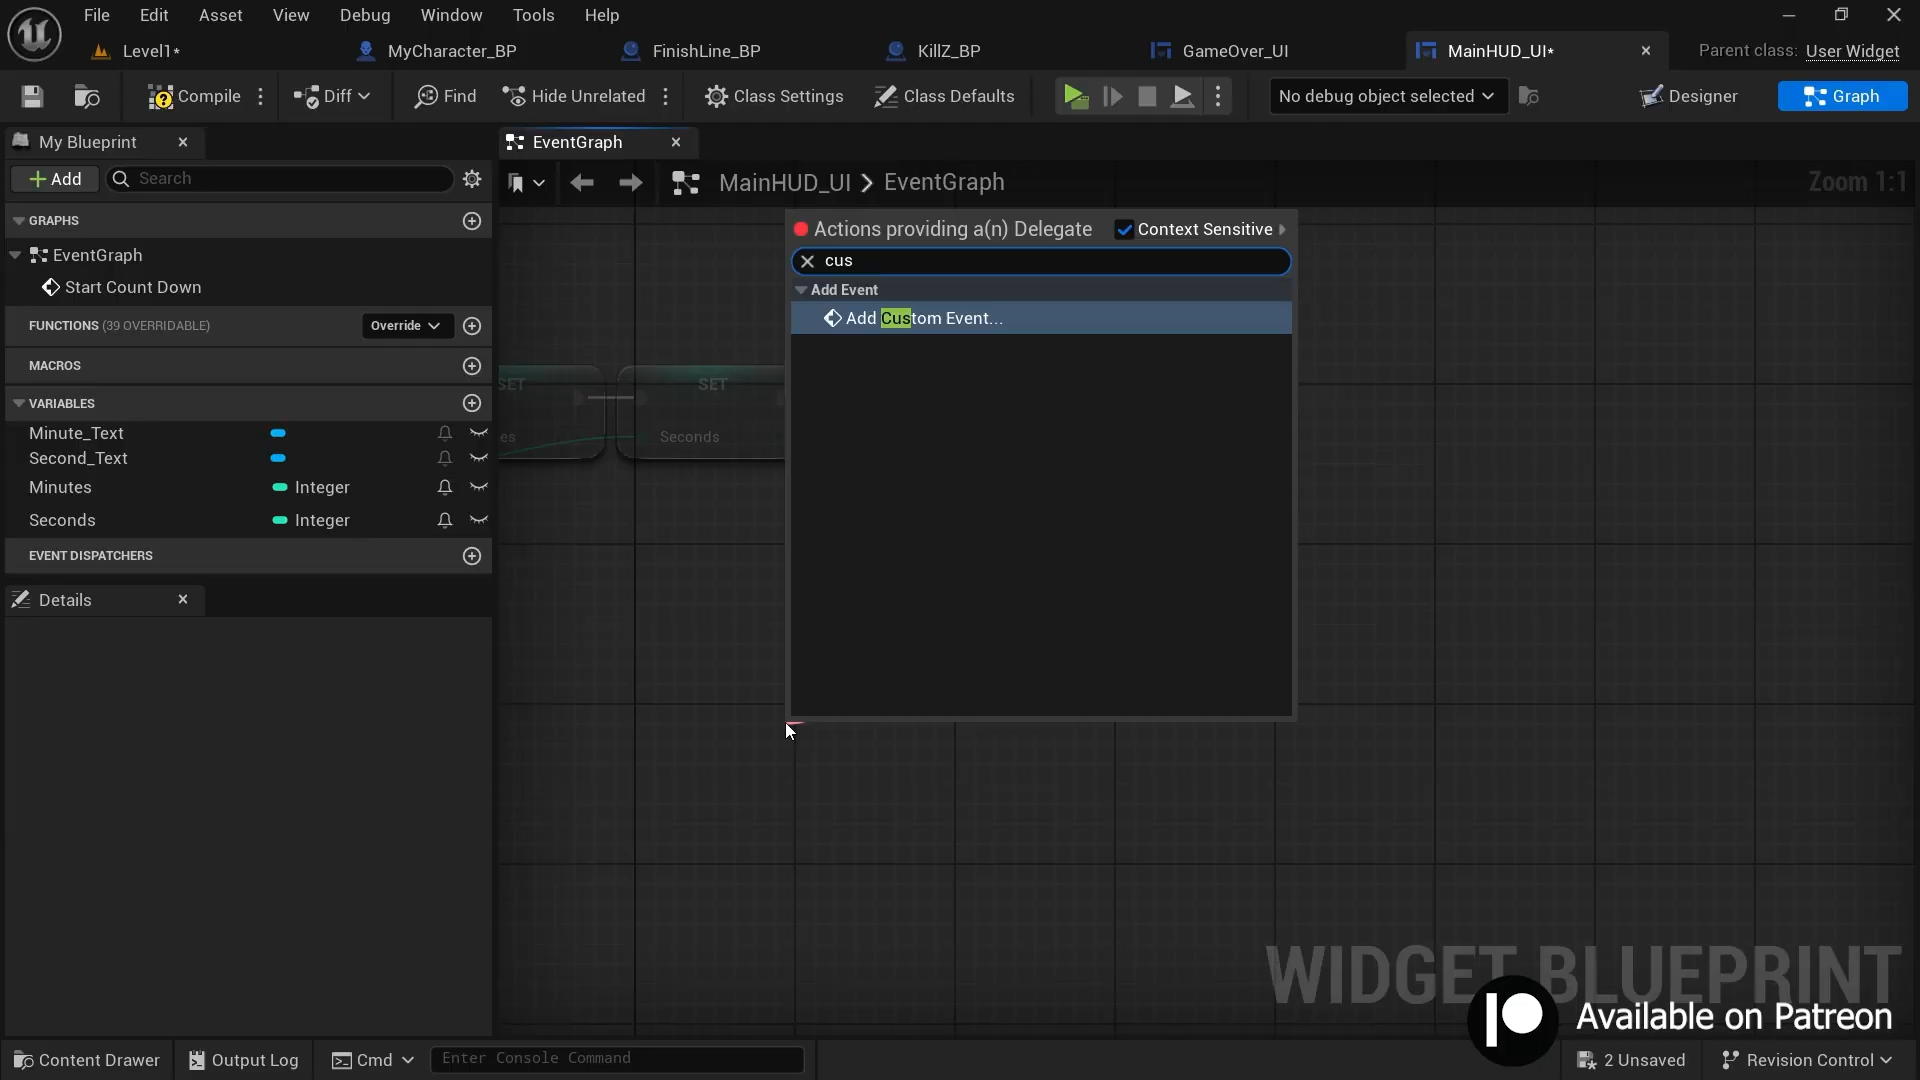 File Edit Asset View Debug Window Tools Help
Level1* MyCharacter_BP FinishLine_BP KillZ_BP GameOver_UI MainHUD_UI* Parent class: User Widget
Compile Diff Find Hide Unrelated Class Settings Class Defaults No debug object selected Designer Graph
My Blueprint EventGraph
Add Search MainHUD_UI EventGraph Zoom 1:1
GRAPHS
EventGraph
Start Count Down
FUNCTIONS (39 OVERRIDABLE) Override
MACROS
VARIABLES
Minute_Text
Second_Text
Minutes Integer
Seconds Integer
EVENT DISPATCHERS
Details
Actions providing a(n) Delegate Context Sensitive
cus
Add Event
Add Custom Event...
SET SET
es Seconds
WIDGET BLUEPRINT
Available on Patreon
Content Drawer Output Log Cmd Enter Console Command 2 Unsaved Revision Control